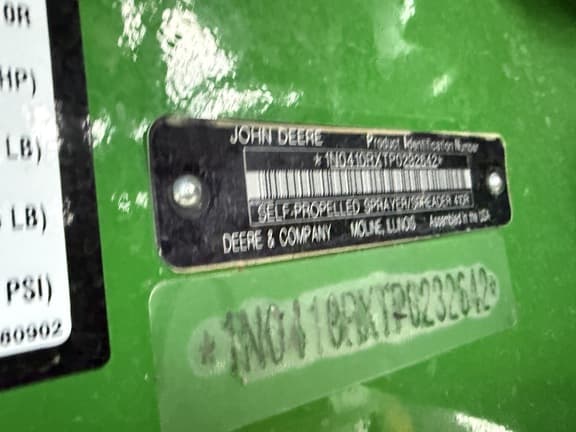 0R
HP)
LB)
LB)
PSI)
60902
JOHN DEERE Product Identification Number
*1N0410RXTP0232642*
SELF-PROPELLED SPRAYER/SPREADER 410R
DEERE & COMPANY MOLINE, ILLINOIS Assembled in the USA
*1N0410RXTP0232642*